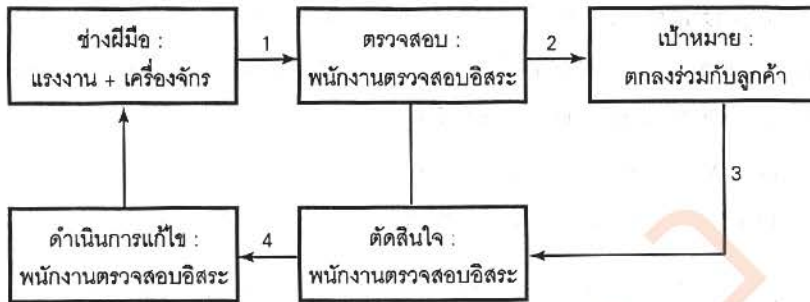 ช่างฝีมือ :
แรงงาน + เครื่องจักร
1
ตรวจสอบ :
พนักงานตรวจสอบอิสระ
2
เป้าหมาย :
ตกลงร่วมกับลูกค้า
3
ตัดสินใจ :
พนักงานตรวจสอบอิสระ
4
ดำเนินการแก้ไข :
พนักงานตรวจสอบอิสระ